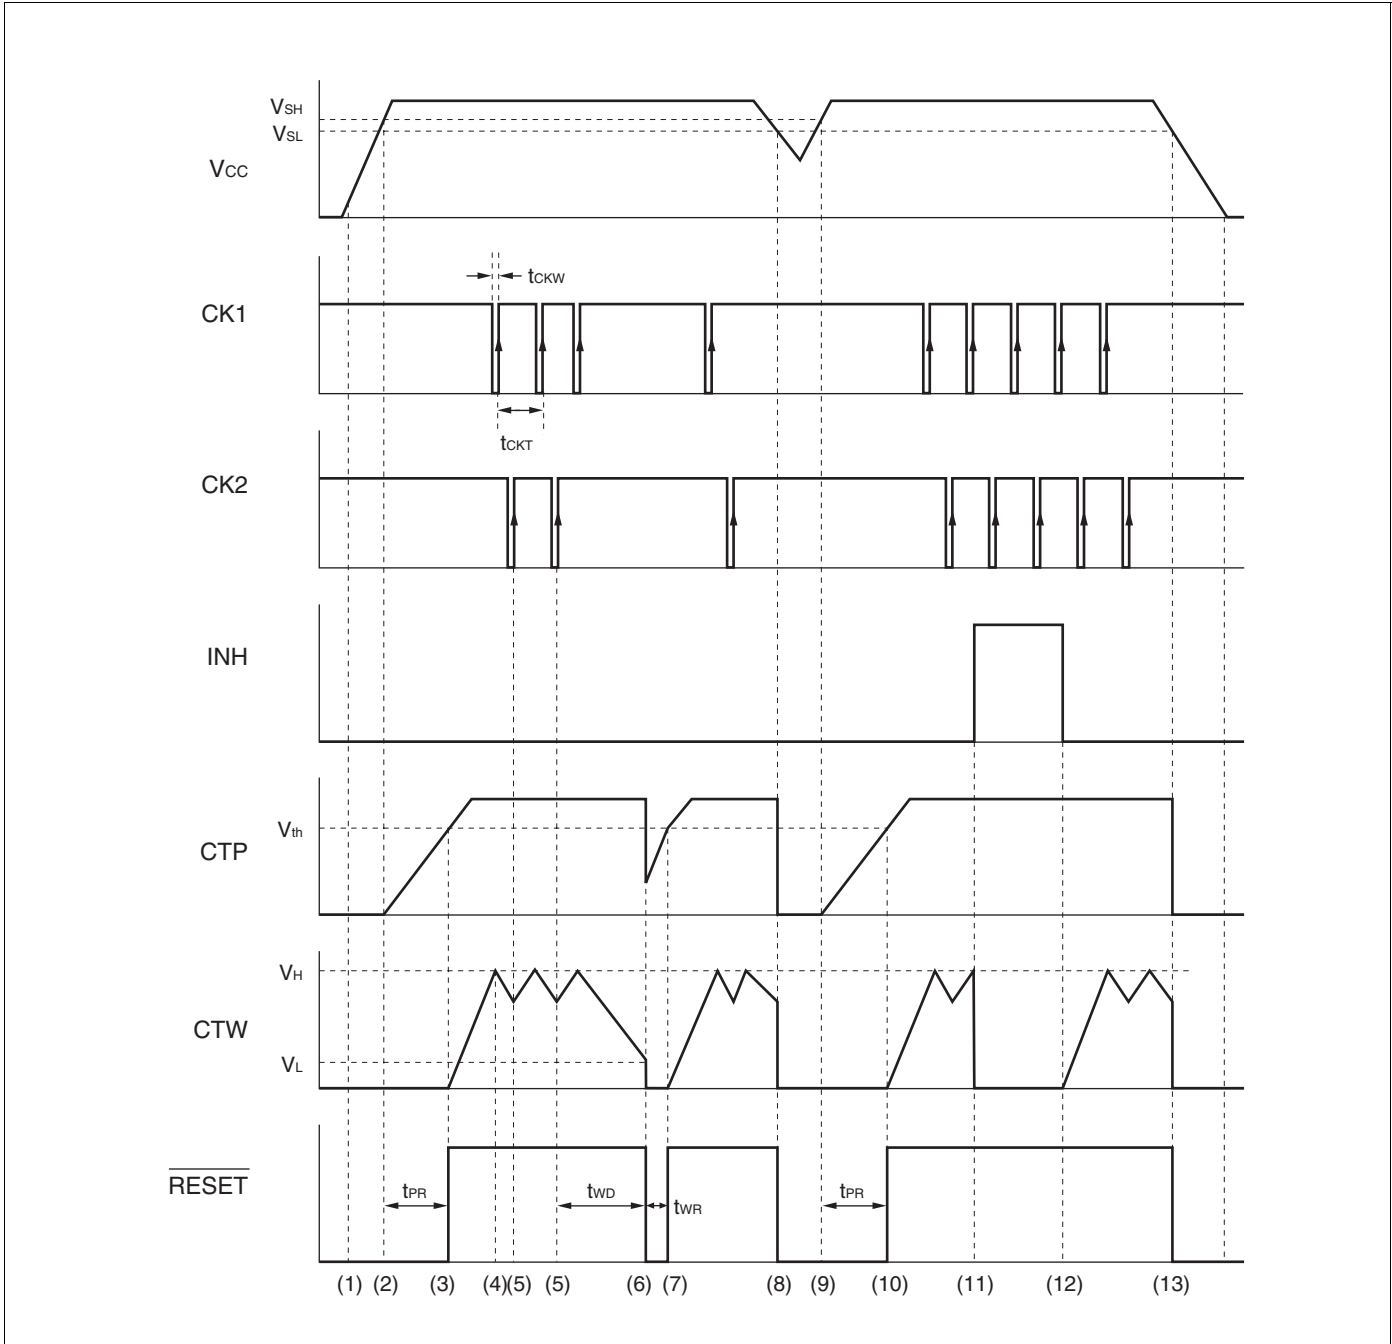 VSH
VSL
VCC
tCKW
CK1
tCKT
CK2
INH
Vth
CTP
VH
CTW
VL
RESET
tPR tWD tWR tPR
(1) (2) (3) (4)(5) (5) (6) (7) (8) (9) (10) (11) (12) (13)